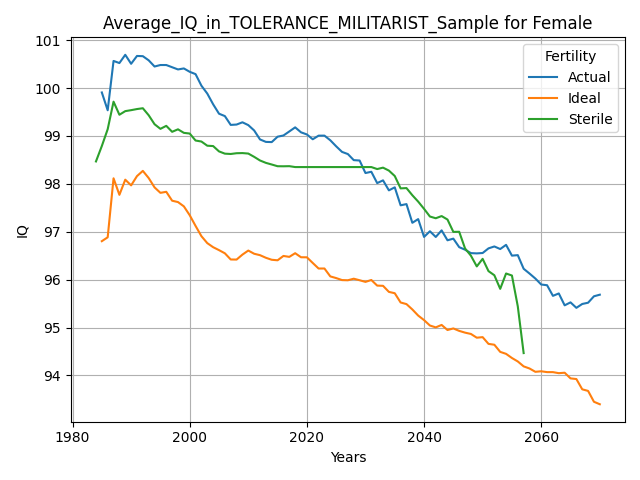 Average_IQ_in_TOLERANCE_MILITARIST_Sample for Female
101
100
99
98
97
96
95
94
IQ
1980
2000
2020
2040
2060
Years
Fertility
Actual
Ideal
Sterile